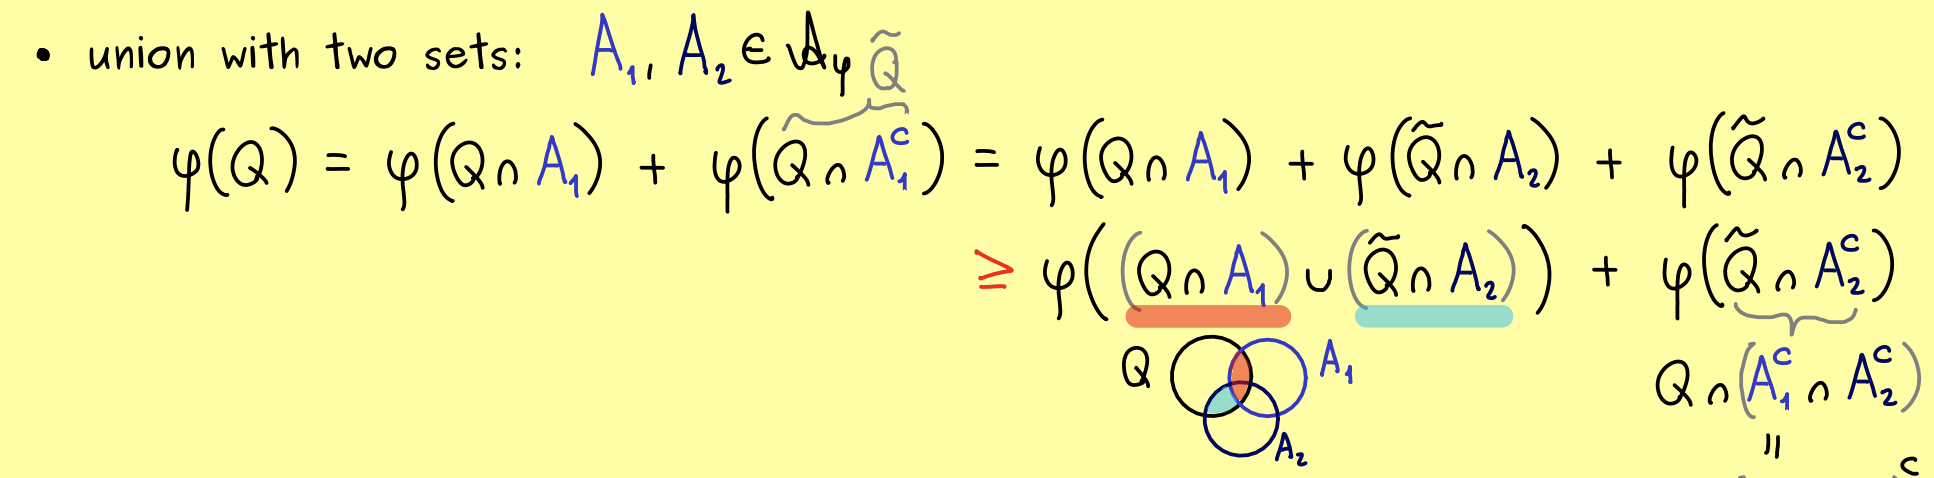 • union with two sets: A₁, A₂ ∈ 𝒜_φ Q̃
φ(Q) = φ(Q ∩ A₁) + φ(Q ∩ A₁ᶜ) = φ(Q ∩ A₁) + φ(Q̃ ∩ A₂) + φ(Q̃ ∩ A₂ᶜ)
≥ φ((Q ∩ A₁) ∪ (Q̃ ∩ A₂)) + φ(Q̃ ∩ A₂ᶜ)
Q A₁ Q ∩ (A₁ᶜ ∩ A₂ᶜ)
A₂ =
c